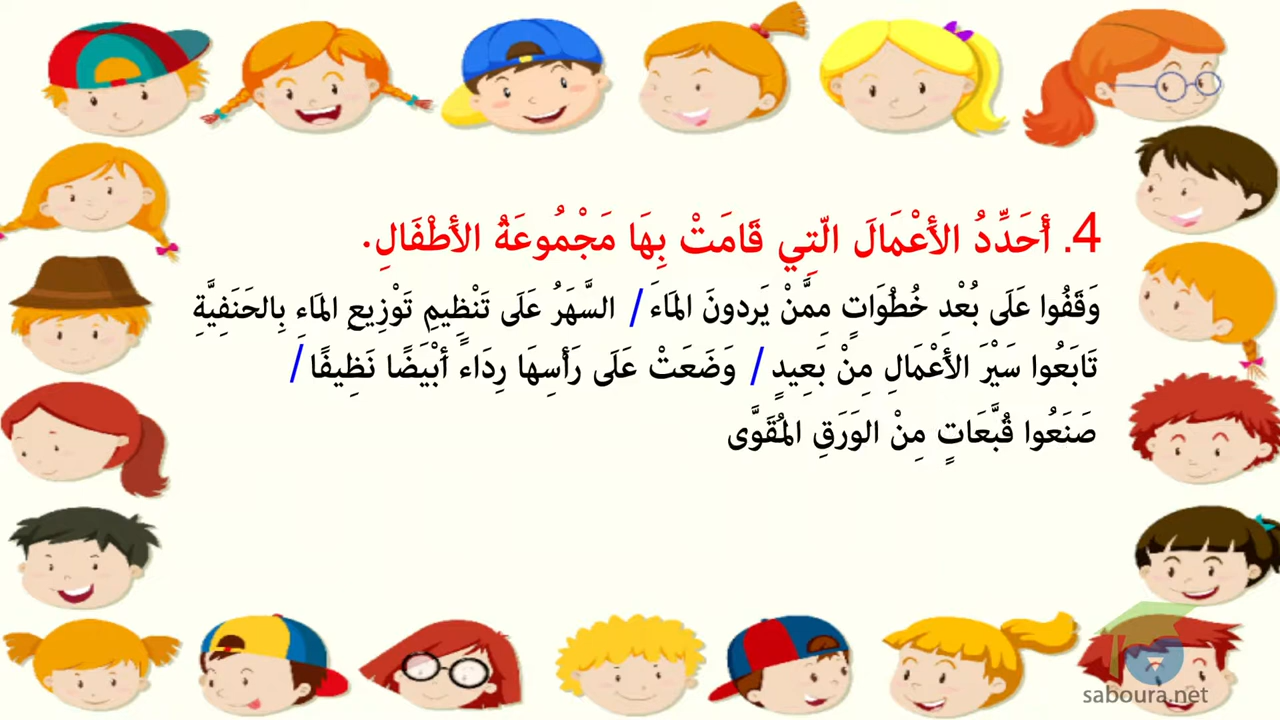 4. أُحَدِّدُ الأَعْمَالَ الّتِي قَامَتْ بِهَا مَجْمُوعَةُ الأَطْفَالِ.
وَقَفُوا عَلَى بُعْدِ خُطُوَاتٍ مِمَّنْ يَردونَ المَاءَ / السَّهَرُ عَلَى تَنْظِيمِ تَوْزِيعِ المَاءِ بِالحَنَفِيَّةِ
تَابَعُوا سَيْرَ الأَعْمَالِ مِنْ بَعِيدٍ / وَضَعَتْ عَلَى رَأْسِهَا رِدَاءً أَبْيَضًا نَظِيفًا /
صَنَعُوا قُبَّعَاتٍ مِنْ الوَرَقِ المُقَوَّى
saboura.net